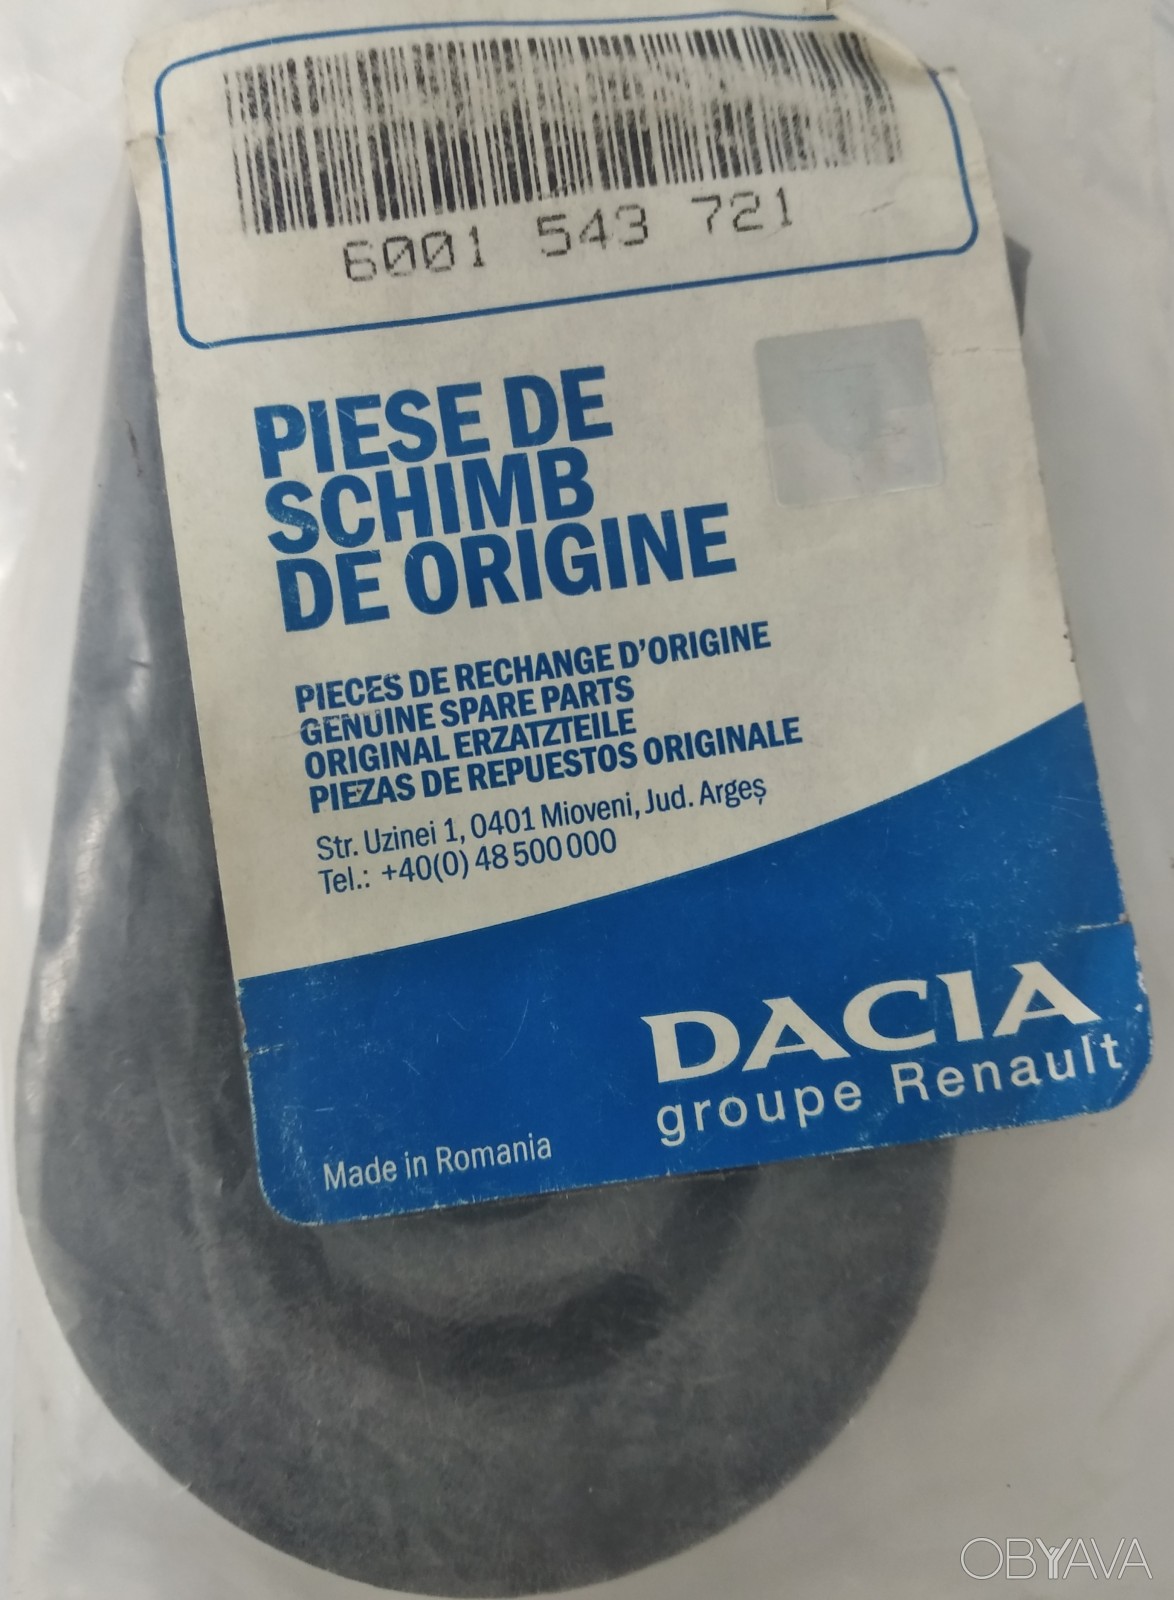 6001 543 721
PIESE DE
SCHIMB
DE ORIGINE
PIECES DE RECHANGE D'ORIGINE
GENUINE SPARE PARTS
ORIGINAL ERZATZTEILE
PIEZAS DE REPUESTOS ORIGINALE
Str. Uzinei 1, 0401 Mioveni, Jud. Argeş
Tel.: +40(0) 48 500 000
DACIA
groupe Renault
Made in Romania
OBYAVA